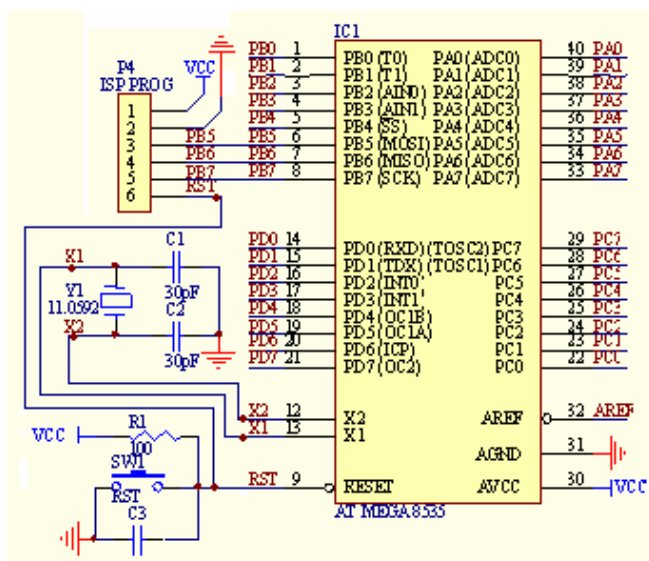 IC1
P4
ISP PROG
VCC
1
2
3
4
5
6
PB5
PB6
PB7
RST
PB0 1 PB0 (T0) PA0(ADC0) 40 PA0
PB1 2 PB1 (T1) PA1(ADC1) 39 PA1
PB2 3 PB2 (AIN0) PA2(ADC2) 38 PA2
PB3 4 PB3 (AIN1) PA3(ADC3) 37 PA3
PB4 5 PB4 (SS) PA4(ADC4) 36 PA4
PB5 6 PB5 (MOSI) PA5(ADC5) 35 PA5
PB6 7 PB6 (MISO) PA6(ADC6) 34 PA6
PB7 8 PB7 (SCK) PA7(ADC7) 33 PA7
PD0 14 PD0 (RXD) (TOSC2) PC7 29 PC7
PD1 15 PD1 (TDX) (TOSC1) PC6 28 PC6
PD2 16 PD2 (INT0' PC5 27 PC5
PD3 17 PD3 (INT1' PC4 26 PC4
PD4 18 PD4 (OC1B) PC3 25 PC3
PD5 19 PD5 (OC1A) PC2 24 PC2
PD6 20 PD6 (ICP) PC1 23 PC1
PD7 21 PD7 (OC2) PC0 22 PC0
X1
C1
30pF
Y1
11.0592
X2
C2
30pF
X2 12 X2 AREF 32 AREF
X1 13 X1
AGND 31
RST 9 RESET AVCC 30 VCC
AT MEGA8535
VCC
R1
100
SW1
RST
C3